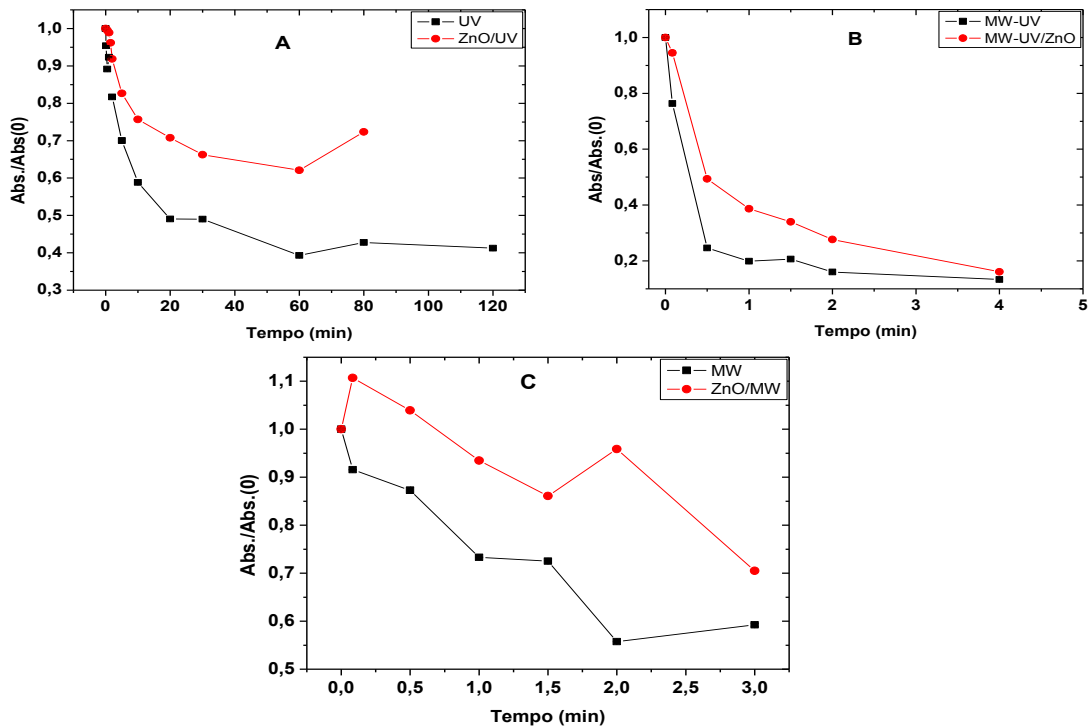 A
UV
ZnO/UV
Abs./Abs(0)
1,0
0,9
0,8
0,7
0,6
0,5
0,4
0,3
0 20 40 60 80 100 120
Tempo (min)
B
MW-UV
MW-UV/ZnO
Abs/Abs.(0)
1,0
0,8
0,6
0,4
0,2
0 1 2 3 4 5
Tempo (min)
C
MW
ZnO/MW
Abs./Abs.(0)
1,1
1,0
0,9
0,8
0,7
0,6
0,5
0,0 0,5 1,0 1,5 2,0 2,5 3,0
Tempo (min)